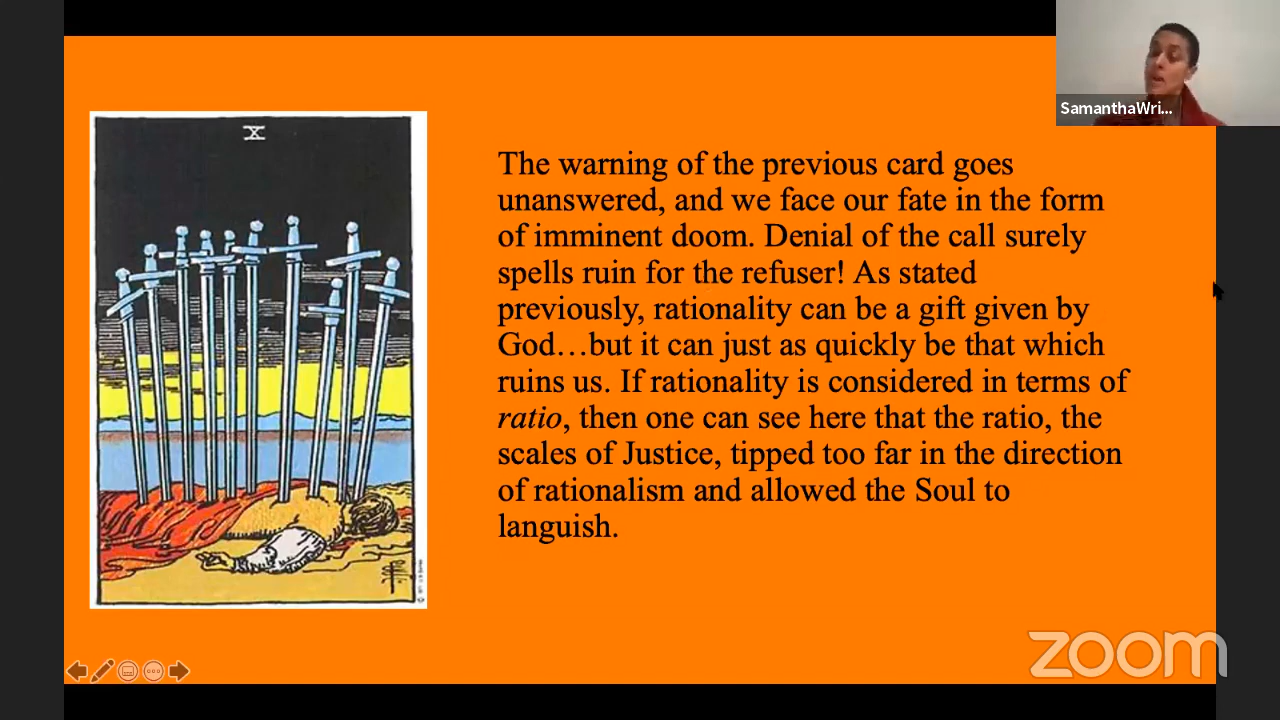 SamanthaWri...
X
The warning of the previous card goes
unanswered, and we face our fate in the form
of imminent doom. Denial of the call surely
spells ruin for the refuser! As stated
previously, rationality can be a gift given by
God…but it can just as quickly be that which
ruins us. If rationality is considered in terms of
ratio, then one can see here that the ratio, the
scales of Justice, tipped too far in the direction
of rationalism and allowed the Soul to
languish.
zoom